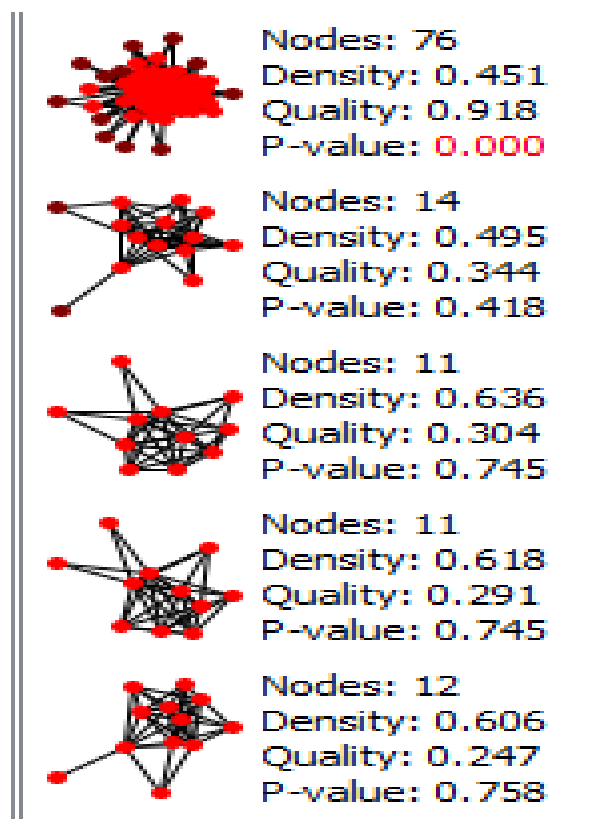 Nodes: 76
Density: 0.451
Quality: 0.918
P-value: 0.000
Nodes: 14
Density: 0.495
Quality: 0.344
P-value: 0.418
Nodes: 11
Density: 0.636
Quality: 0.304
P-value: 0.745
Nodes: 11
Density: 0.618
Quality: 0.291
P-value: 0.745
Nodes: 12
Density: 0.606
Quality: 0.247
P-value: 0.758